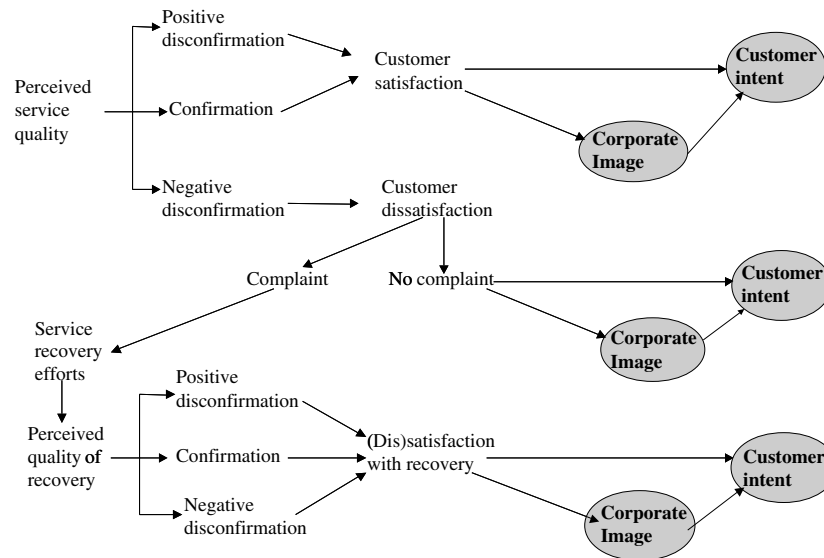 Positive
disconfirmation
Customer
intent
Customer
satisfaction
Perceived
service
quality
Confirmation
Corporate
Image
Negative
disconfirmation
Customer
dissatisfaction
Complaint
No complaint
Customer
intent
Service
recovery
efforts
Corporate
Image
Positive
disconfirmation
Perceived
quality of
recovery
Confirmation
(Dis)satisfaction
with recovery
Customer
intent
Negative
disconfirmation
Corporate
Image